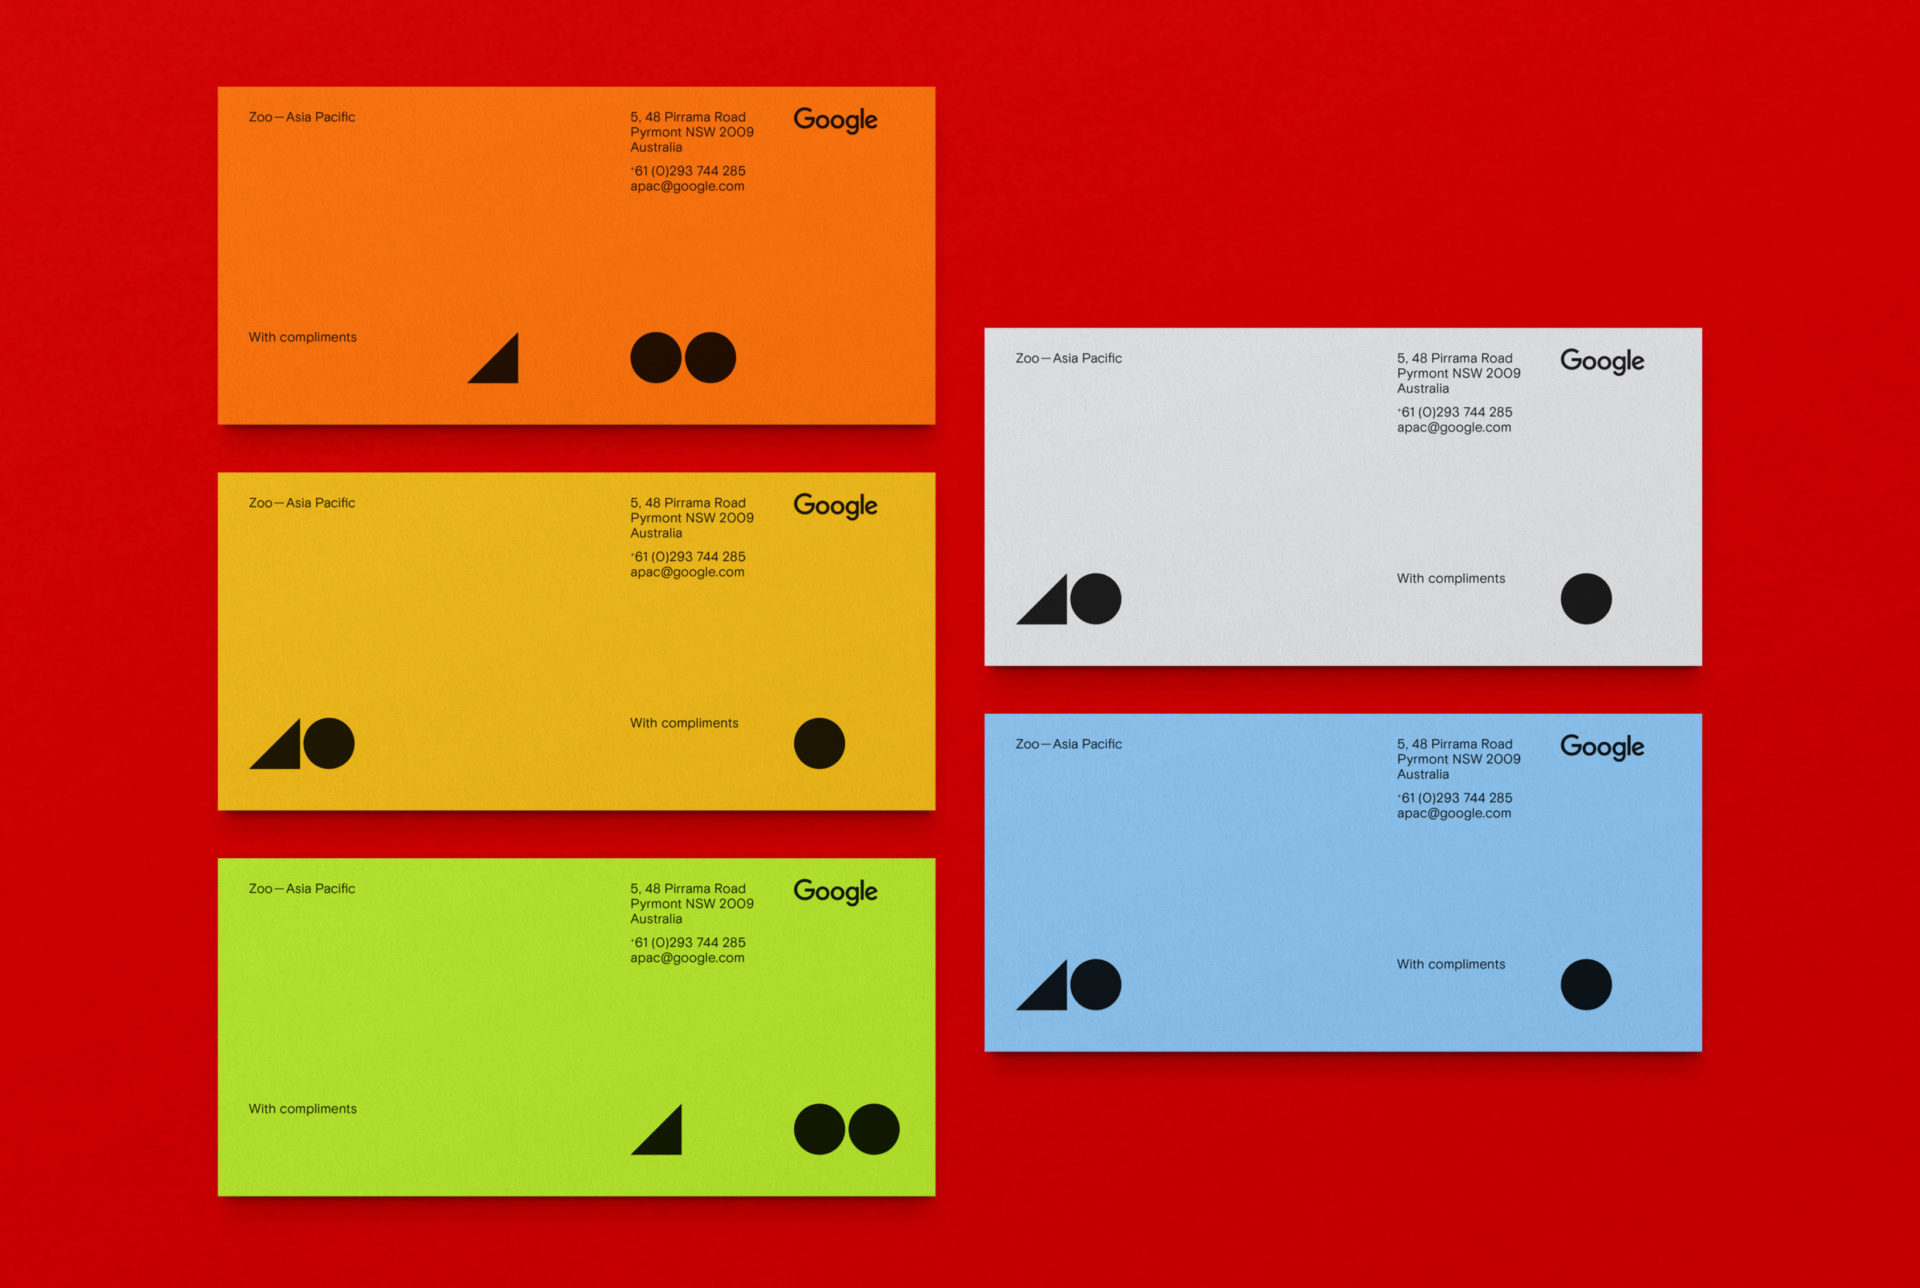 Zoo—Asia Pacific
5, 48 Pirrama Road
Pyrmont NSW 2009
Australia
+61 (0)293 744 285
apac@google.com
Google
With compliments
Zoo—Asia Pacific
5, 48 Pirrama Road
Pyrmont NSW 2009
Australia
+61 (0)293 744 285
apac@google.com
Google
With compliments
Zoo—Asia Pacific
5, 48 Pirrama Road
Pyrmont NSW 2009
Australia
+61 (0)293 744 285
apac@google.com
Google
With compliments
Zoo—Asia Pacific
5, 48 Pirrama Road
Pyrmont NSW 2009
Australia
+61 (0)293 744 285
apac@google.com
Google
With compliments
Zoo—Asia Pacific
5, 48 Pirrama Road
Pyrmont NSW 2009
Australia
+61 (0)293 744 285
apac@google.com
Google
With compliments